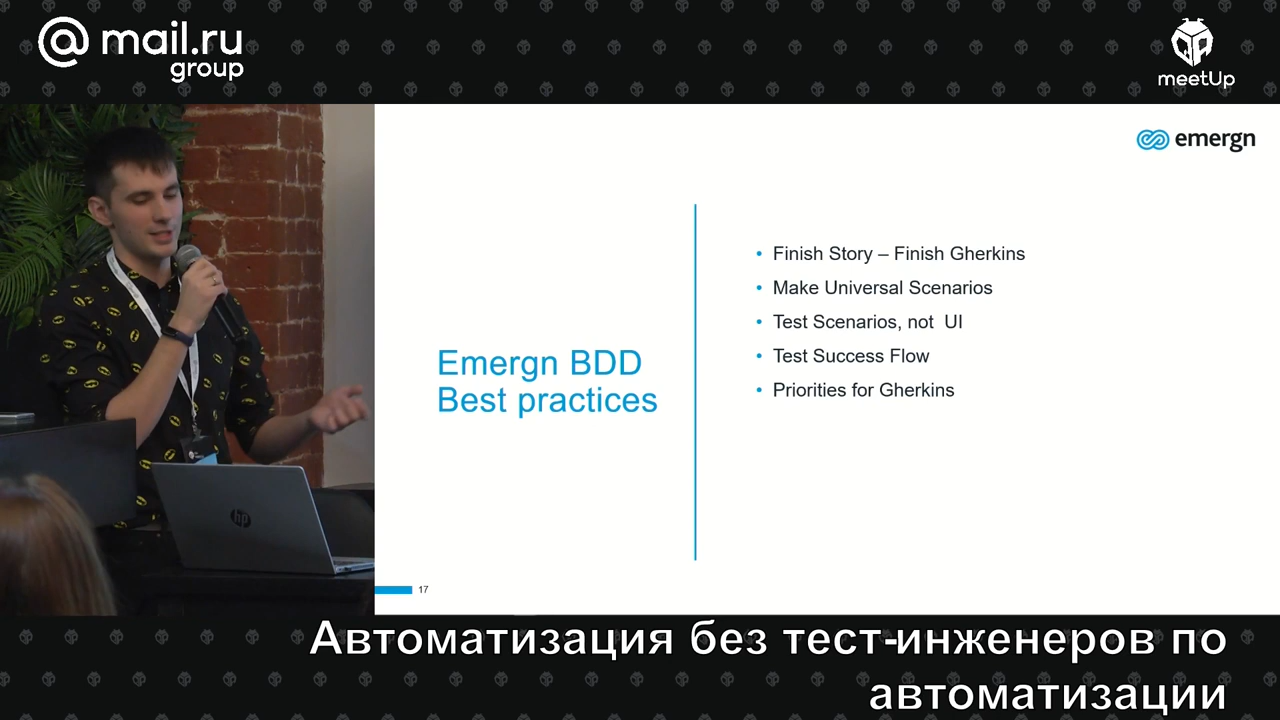 @mail.ru
group
meetUp
emergn
Emergn BDD
Best practices
• Finish Story – Finish Gherkins
• Make Universal Scenarios
• Test Scenarios, not  UI
• Test Success Flow
• Priorities for Gherkins
hp
17
Автоматизация без тест-инженеров по
автоматизации